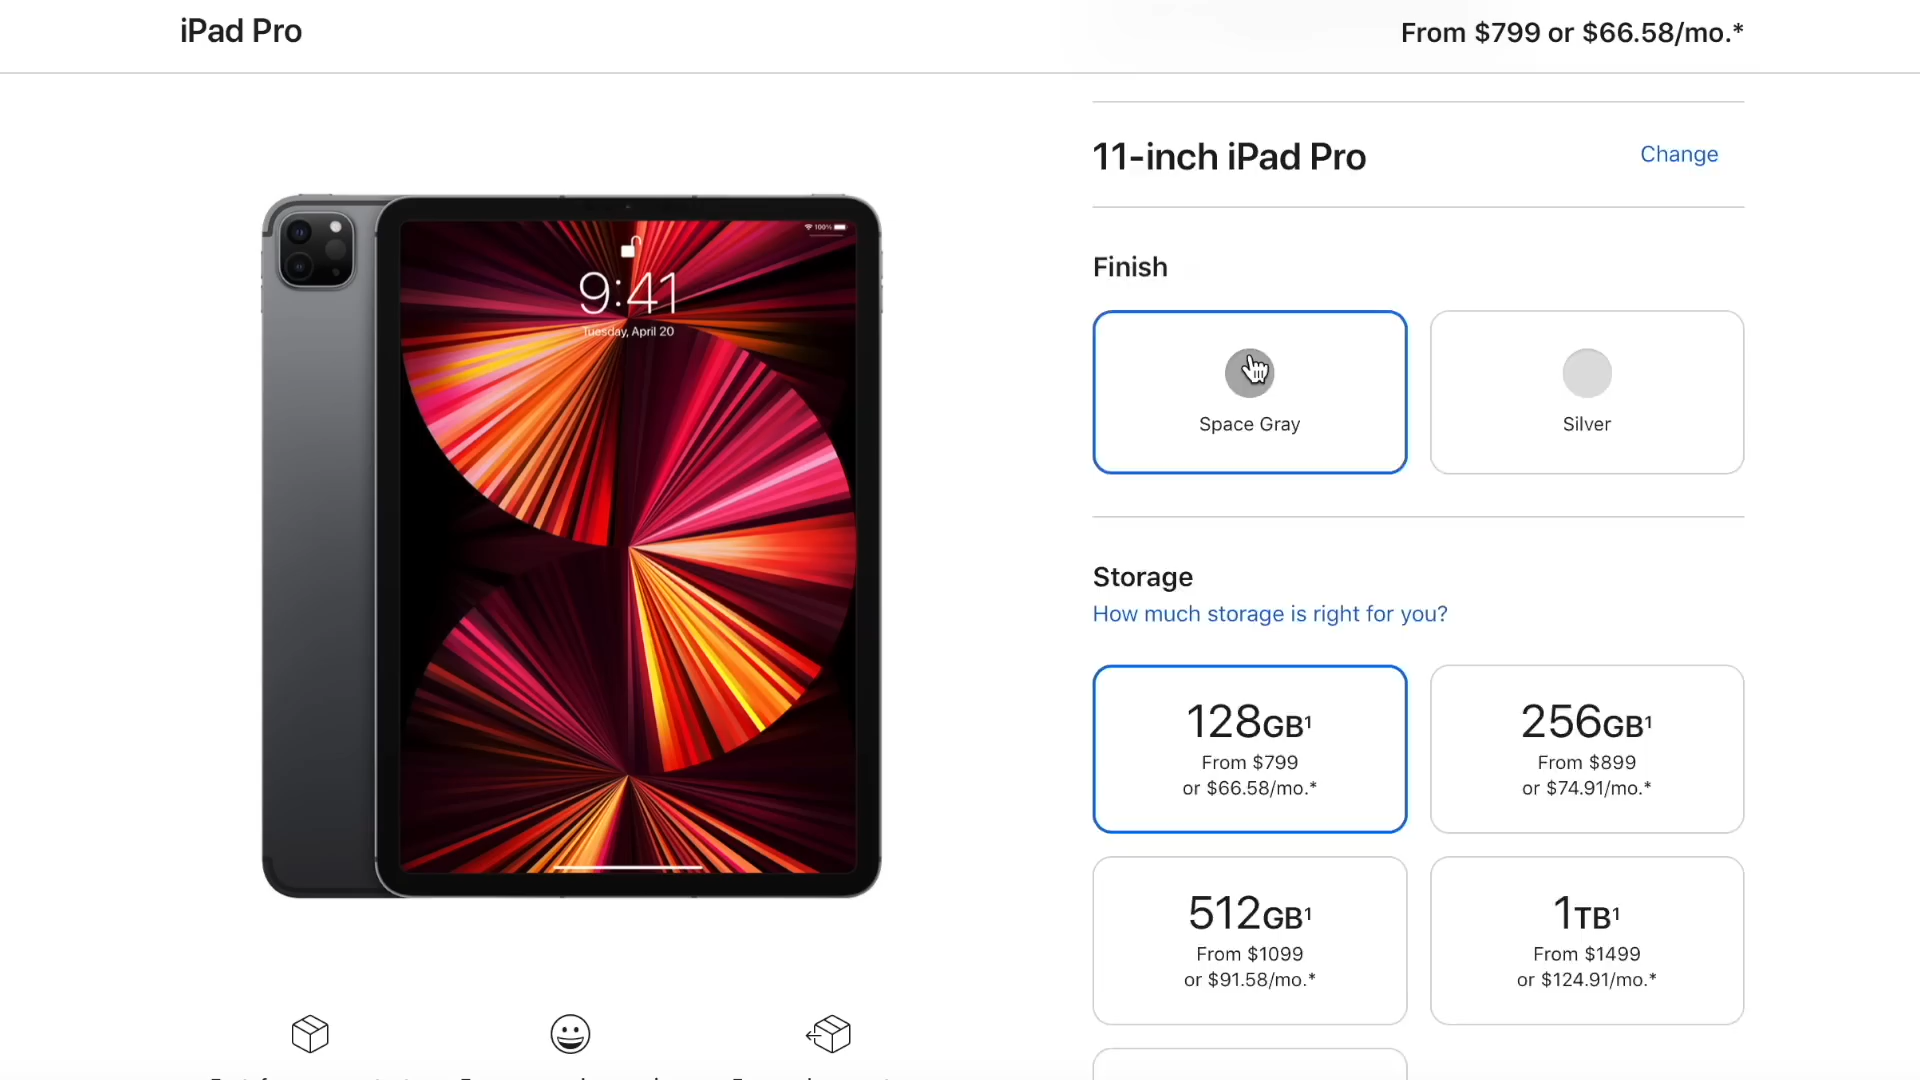 iPad Pro
From $799 or $66.58/mo.*
11-inch iPad Pro
Change
100%
9:41
Tuesday, April 20
Finish
Space Gray
Silver
Storage
How much storage is right for you?
128GB¹
From $799
or $66.58/mo.*
256GB¹
From $899
or $74.91/mo.*
512GB¹
From $1099
or $91.58/mo.*
1TB¹
From $1499
or $124.91/mo.*